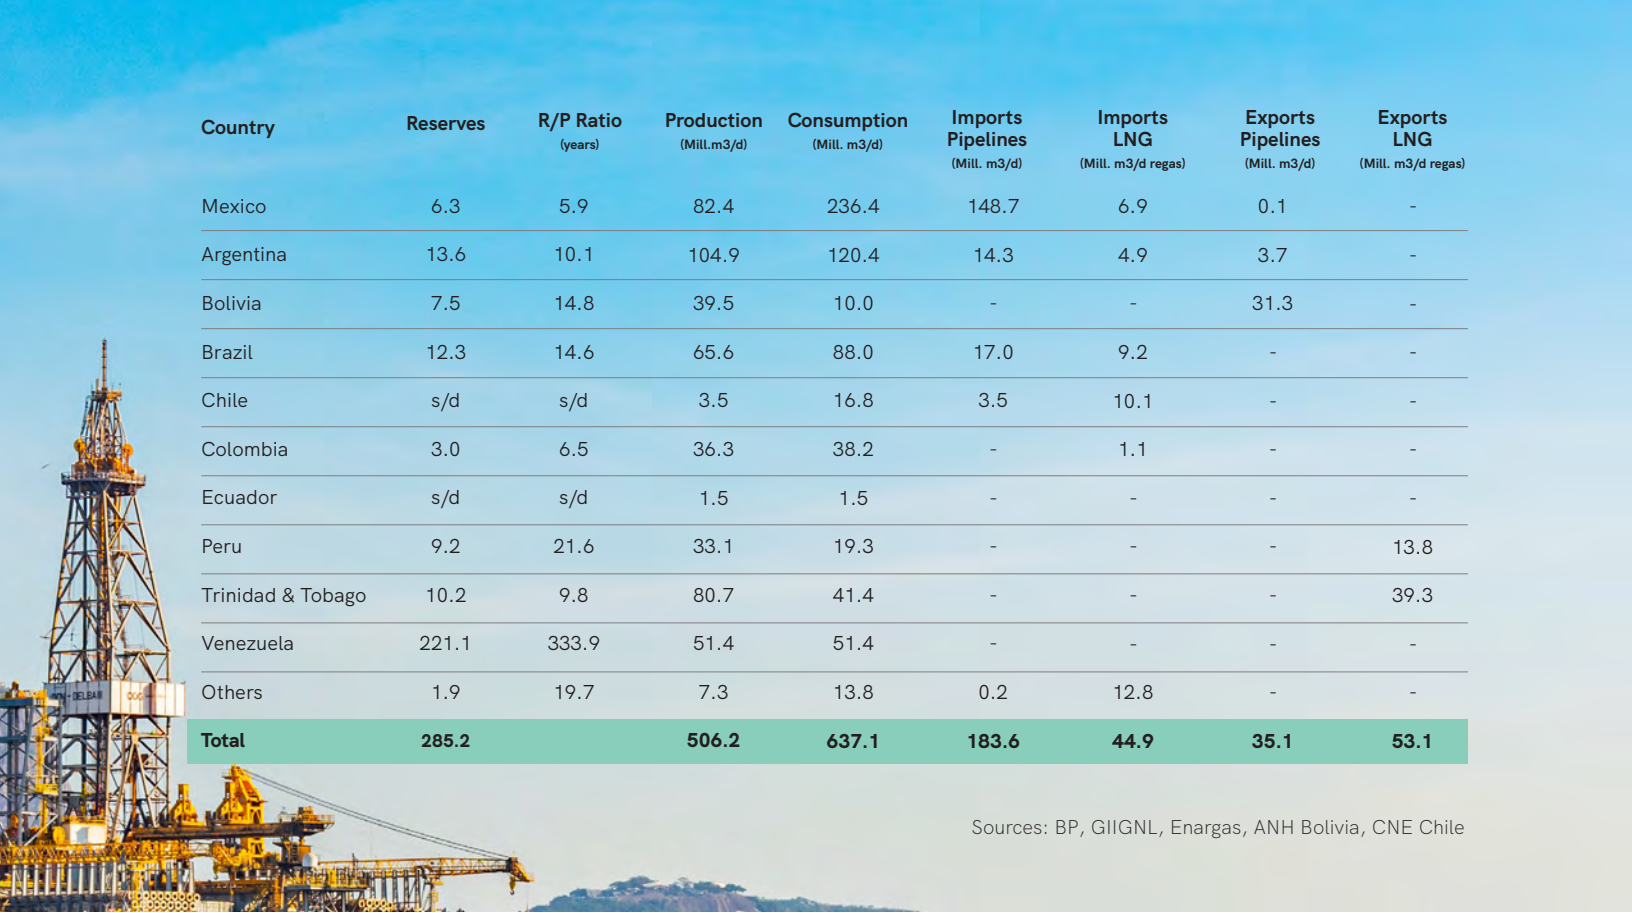 Country Reserves R/P Ratio (years) Production (Mill.m3/d) Consumption (Mill. m3/d) Imports Pipelines (Mill. m3/d) Imports LNG (Mill. m3/d regas) Exports Pipelines (Mill. m3/d) Exports LNG (Mill. m3/d regas)
Mexico 6.3 5.9 82.4 236.4 148.7 6.9 0.1 -
Argentina 13.6 10.1 104.9 120.4 14.3 4.9 3.7 -
Bolivia 7.5 14.8 39.5 10.0 - - 31.3 -
Brazil 12.3 14.6 65.6 88.0 17.0 9.2 - -
Chile s/d s/d 3.5 16.8 3.5 10.1 - -
Colombia 3.0 6.5 36.3 38.2 - 1.1 - -
Ecuador s/d s/d 1.5 1.5 - - - -
Peru 9.2 21.6 33.1 19.3 - - - 13.8
Trinidad & Tobago 10.2 9.8 80.7 41.4 - - - 39.3
Venezuela 221.1 333.9 51.4 51.4 - - - -
Others 1.9 19.7 7.3 13.8 0.2 12.8 - -
Total 285.2 506.2 637.1 183.6 44.9 35.1 53.1
Sources: BP, GIIGNL, Enargas, ANH Bolivia, CNE Chile